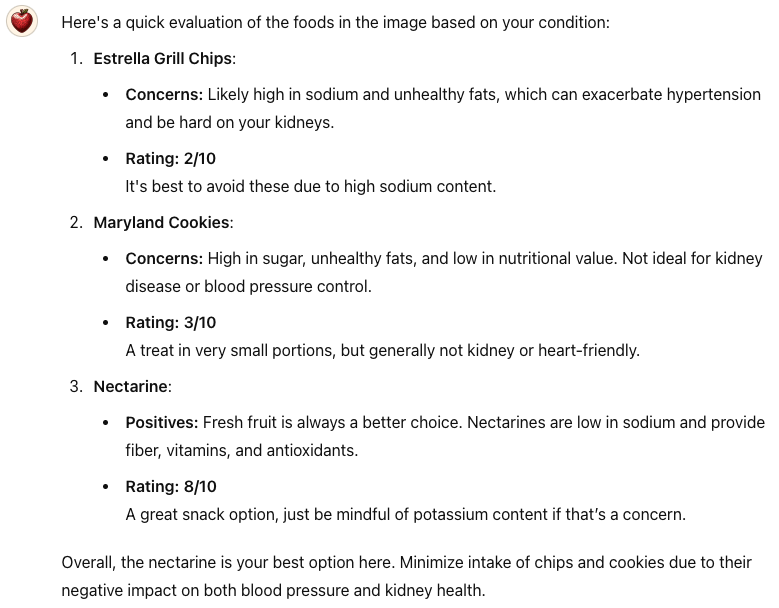 Here's a quick evaluation of the foods in the image based on your condition:
1. Estrella Grill Chips:
• Concerns: Likely high in sodium and unhealthy fats, which can exacerbate hypertension
and be hard on your kidneys.
• Rating: 2/10
It's best to avoid these due to high sodium content.
2. Maryland Cookies:
• Concerns: High in sugar, unhealthy fats, and low in nutritional value. Not ideal for kidney
disease or blood pressure control.
• Rating: 3/10
A treat in very small portions, but generally not kidney or heart-friendly.
3. Nectarine:
• Positives: Fresh fruit is always a better choice. Nectarines are low in sodium and provide
fiber, vitamins, and antioxidants.
• Rating: 8/10
A great snack option, just be mindful of potassium content if that’s a concern.
Overall, the nectarine is your best option here. Minimize intake of chips and cookies due to their
negative impact on both blood pressure and kidney health.